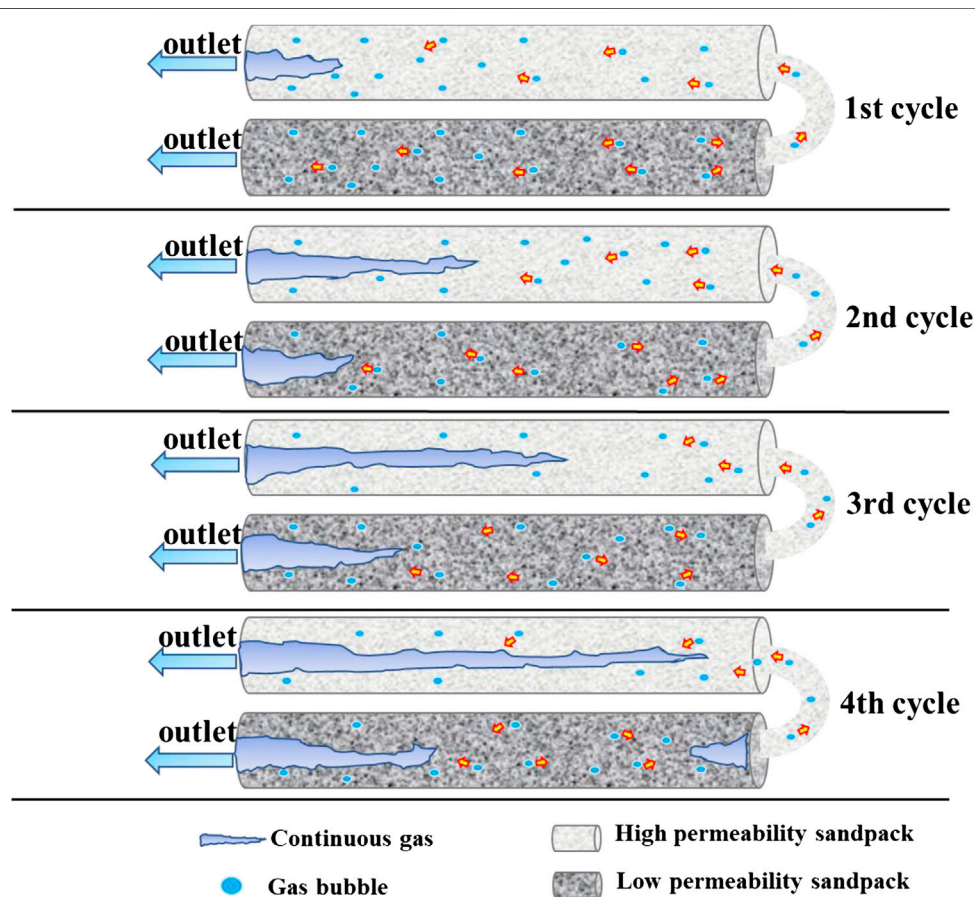 outlet
1st cycle
outlet
outlet
2nd cycle
outlet
outlet
3rd cycle
outlet
outlet
4th cycle
outlet
Continuous gas
High permeability sandpack
Gas bubble
Low permeability sandpack